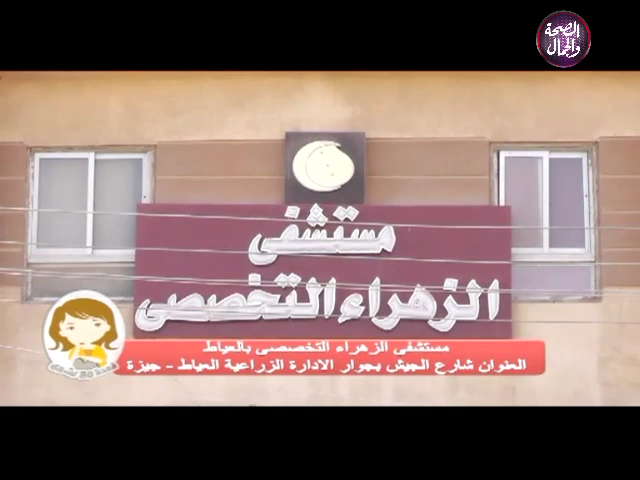 الصحة
والجمال
مستشفى
الزهراء التخصصى
مستشفى الزهراء التخصصى بالعياط
العنوان شارع الجيش بجوار الادارة الزراعية العياط - جيزة